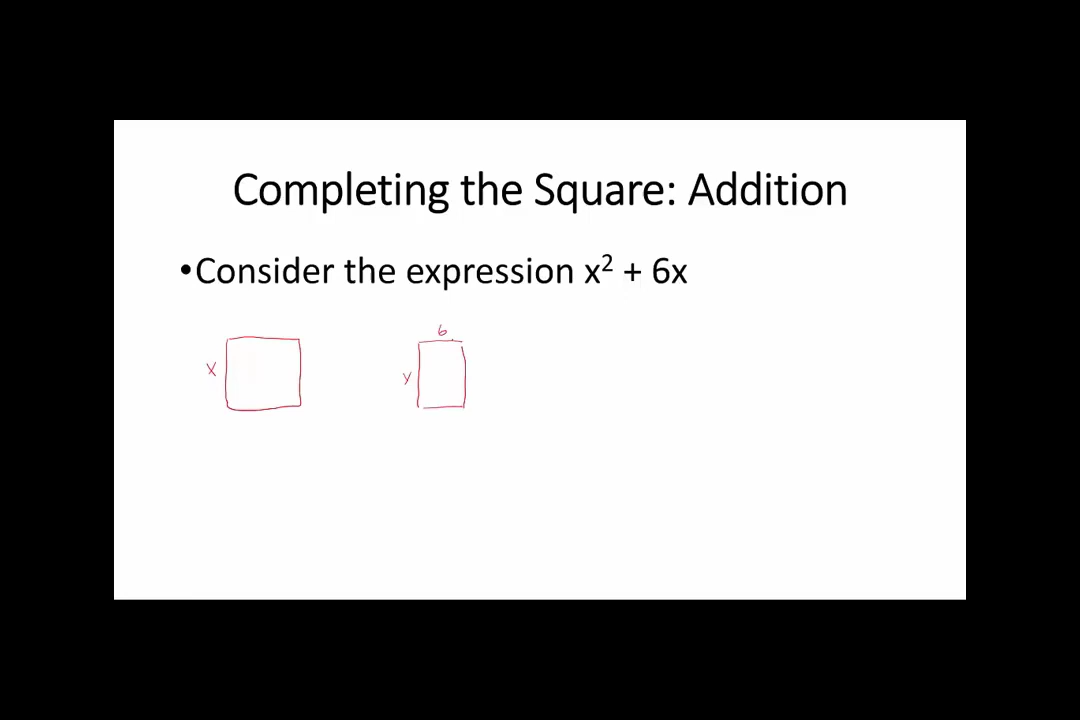 Completing the Square: Addition
•Consider the expression x² + 6x
6
x
x